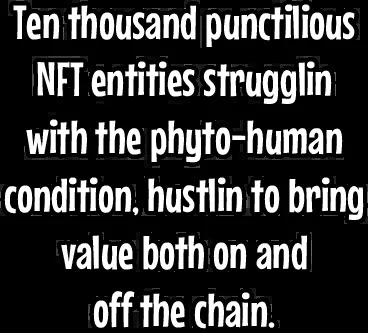 Ten thousand punctilious
NFT entities strugglin
with the phyto-human
condition, hustlin to bring
value both on and
off the chain.